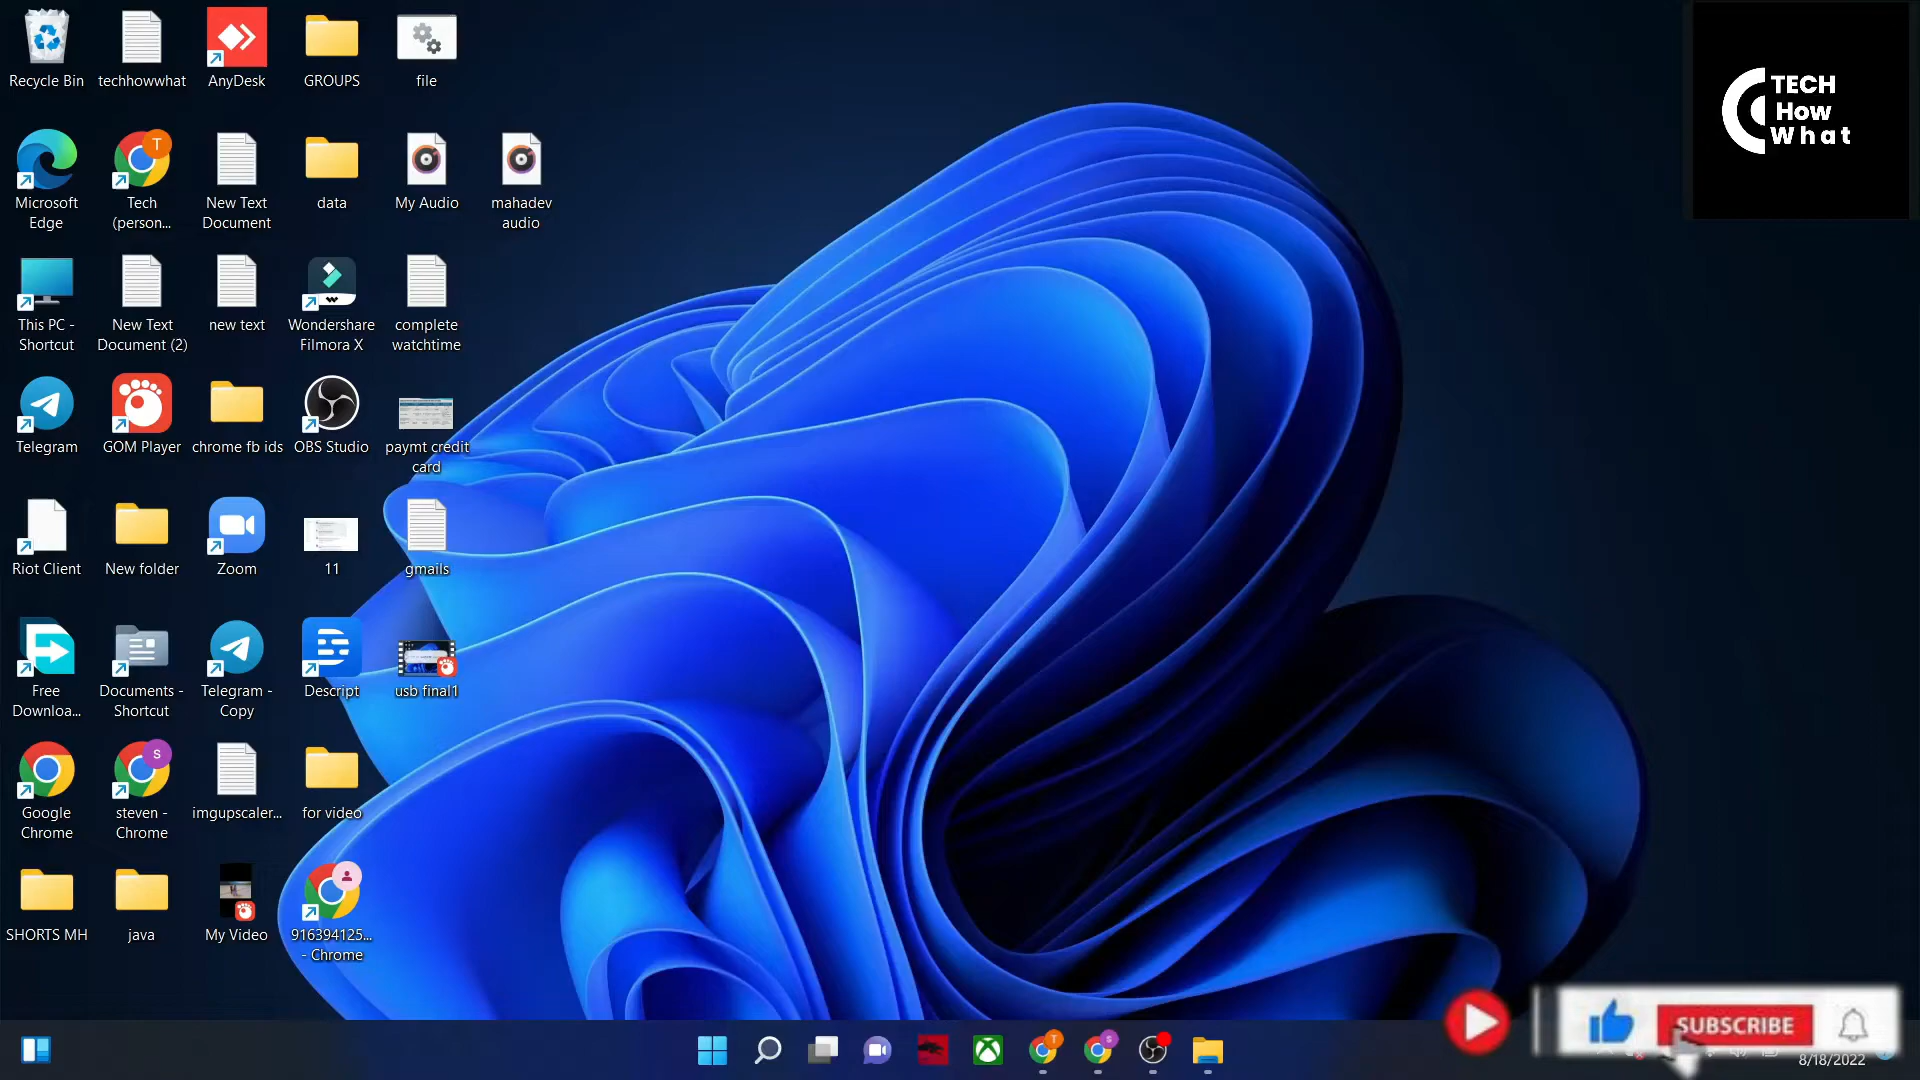 Recycle Bin
techhowwhat
AnyDesk
GROUPS
file
TECH
How
What
T
Microsoft
Edge
Tech
(person...
New Text
Document
data
My Audio
mahadev
audio
This PC -
Shortcut
New Text
Document (2)
new text
Wondershare
Filmora X
complete
watchtime
Telegram
GOM Player
chrome fb ids
OBS Studio
paymt credit
card
Riot Client
New folder
Zoom
11
gmails
Free
Downloa...
Documents -
Shortcut
Telegram -
Copy
Descript
usb final1
S
Google
Chrome
steven -
Chrome
imgupscaler...
for video
SHORTS MH
java
My Video
916394125...
- Chrome
T
S
SUBSCRIBE
8/18/2022